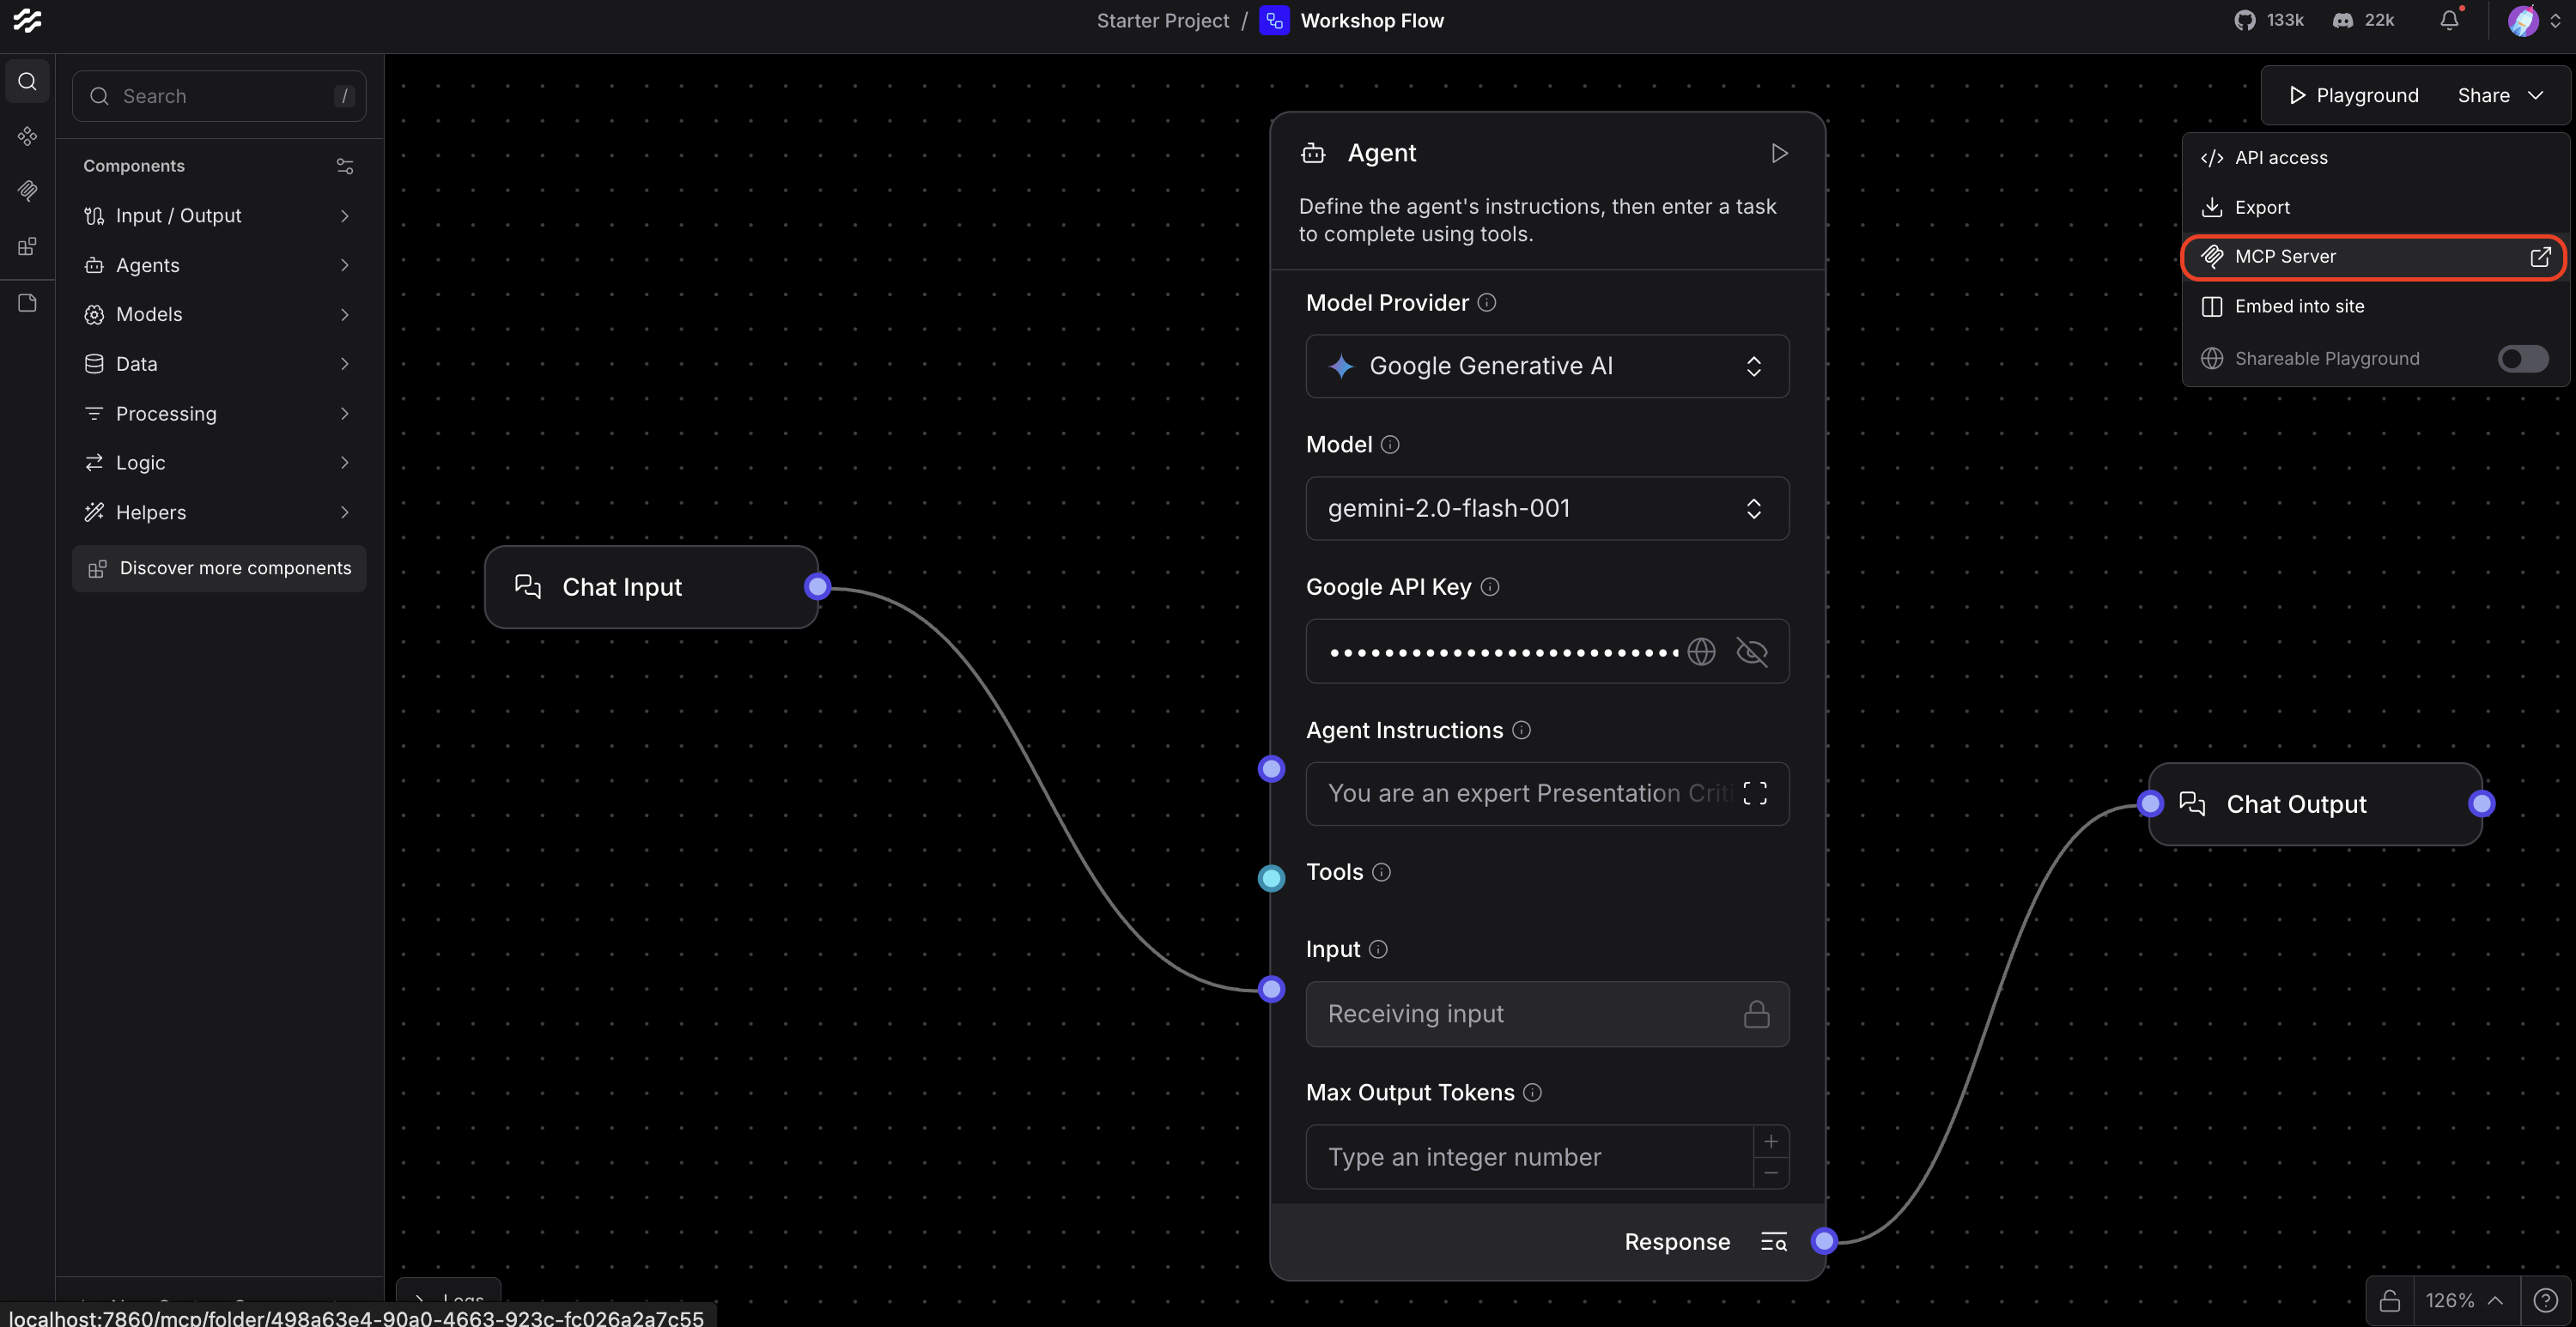 Starter Project / Workshop Flow
133k
22k
Search /
Playground
Share
Components
Input / Output
Agents
Models
Data
Processing
Logic
Helpers
Discover more components
API access
Export
MCP Server
Embed into site
Shareable Playground
Chat Input
Agent
Define the agent's instructions, then enter a task
to complete using tools.
Model Provider
Google Generative AI
Model
gemini-2.0-flash-001
Google API Key
Agent Instructions
You are an expert Presentation Criti
Tools
Input
Receiving input
Max Output Tokens
Type an integer number
Response
Chat Output
Logs
126%
localhost:7860/mcp/folder/498a63e4-90a0-4663-923c-fc026a2a7c55